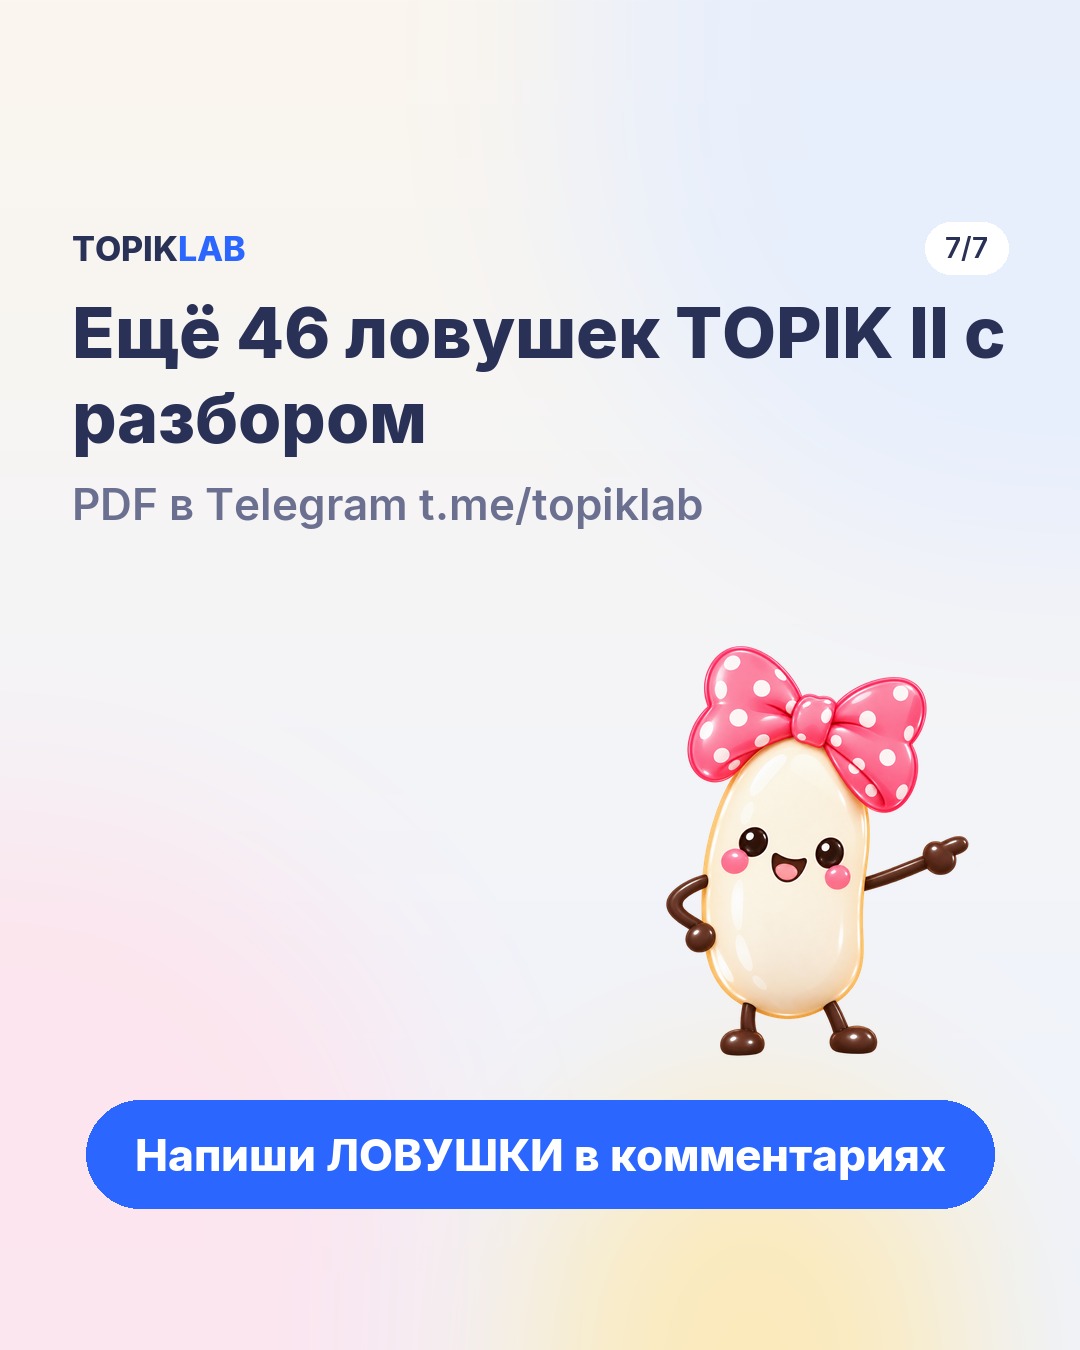 TOPIKLAB
7/7
Ещё 46 ловушек TOPIK II с
разбором
PDF в Telegram t.me/topiklab
Напиши ЛОВУШКИ в комментариях